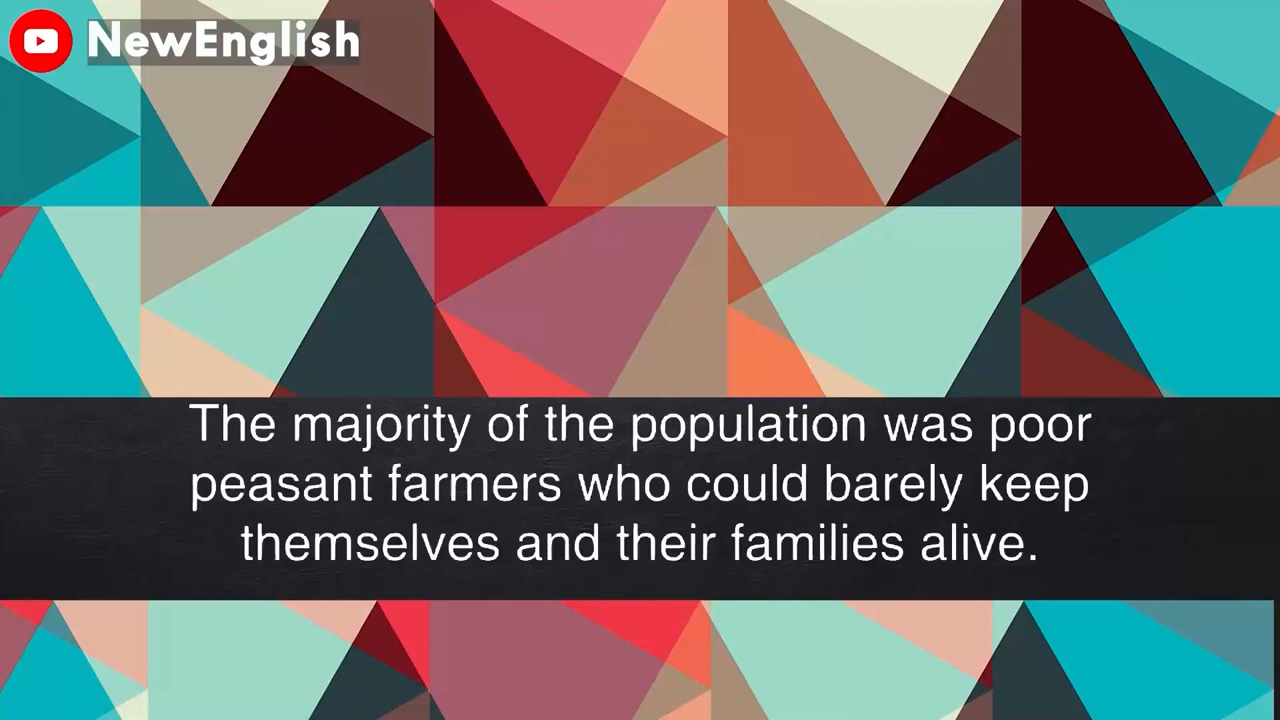 NewEnglish
The majority of the population was poor
peasant farmers who could barely keep
themselves and their families alive.